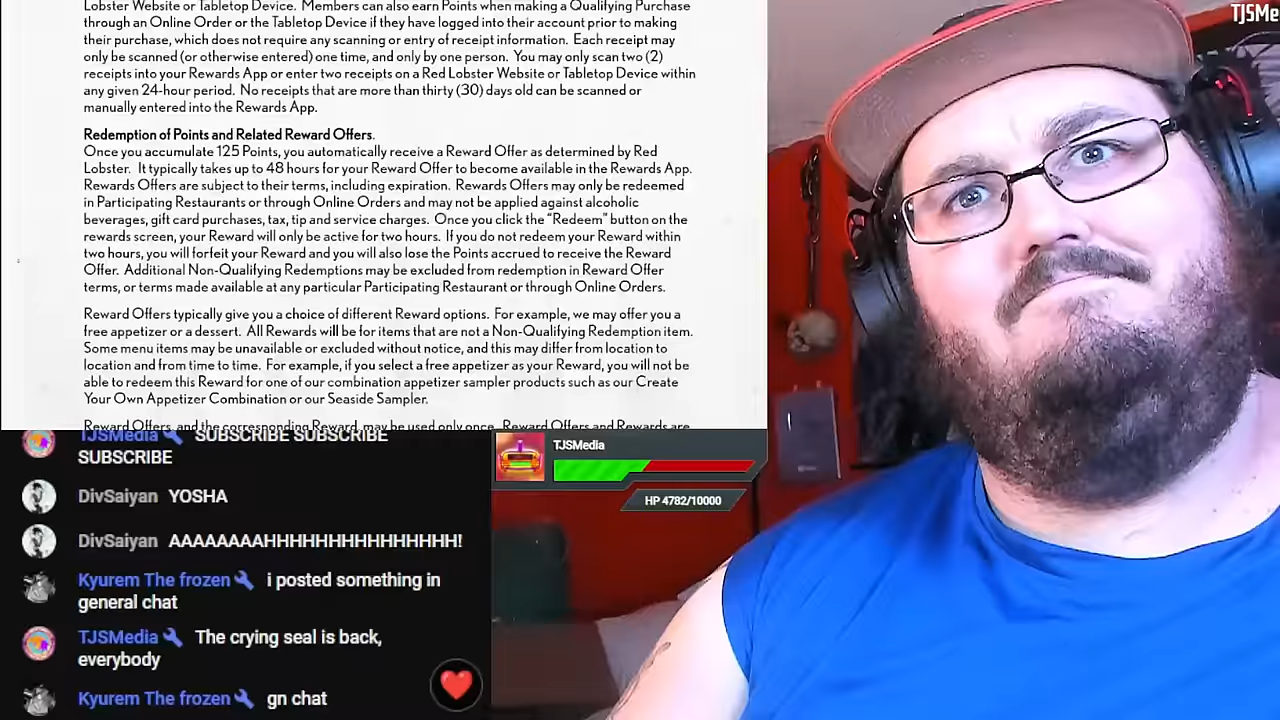 Lobster Website or Tabletop Device. Members can also earn Points when making a Qualifying Purchase
through an Online Order or the Tabletop Device if they have logged into their account prior to making
their purchase, which does not require any scanning or entry of receipt information. Each receipt may
only be scanned (or otherwise entered) one time, and only by one person. You may only scan two (2)
receipts into your Rewards App or enter two receipts on a Red Lobster Website or Tabletop Device within
any given 24-hour period. No receipts that are more than thirty (30) days old can be scanned or
manually entered into the Rewards App.
Redemption of Points and Related Reward Offers.
Once you accumulate 125 Points, you automatically receive a Reward Offer as determined by Red
Lobster. It typically takes up to 48 hours for your Reward Offer to become available in the Rewards App.
Rewards Offers are subject to their terms, including expiration. Rewards Offers may only be redeemed
in Participating Restaurants or through Online Orders and may not be applied against alcoholic
beverages, gift card purchases, tax, tip and service charges. Once you click the “Redeem” button on the
rewards screen, your Reward will only be active for two hours. If you do not redeem your Reward within
two hours, you will forfeit your Reward and you will also lose the Points accrued to receive the Reward
Offer. Additional Non-Qualifying Redemptions may be excluded from redemption in Reward Offer
terms, or terms made available at any particular Participating Restaurant or through Online Orders.
Reward Offers typically give you a choice of different Reward options. For example, we may offer you a
free appetizer or a dessert. All Rewards will be for items that are not a Non-Qualifying Redemption item.
Some menu items may be unavailable or excluded without notice, and this may differ from location to
location and from time to time. For example, if you select a free appetizer as your Reward, you will not be
able to redeem this Reward for one of our combination appetizer sampler products such as our Create
Your Own Appetizer Combination or our Seaside Sampler.
Reward Offers, and the corresponding Reward, may be used only once. Reward Offers and Rewards are
TJSMedia SUBSCRIBE SUBSCRIBE
SUBSCRIBE
DivSaiyan YOSHA
DivSaiyan AAAAAAAAHHHHHHHHHHHHHHH!
Kyurem The frozen i posted something in
general chat
TJSMedia The crying seal is back,
everybody
Kyurem The frozen gn chat
TJSMedia
HP 4782/10000
TJSMe